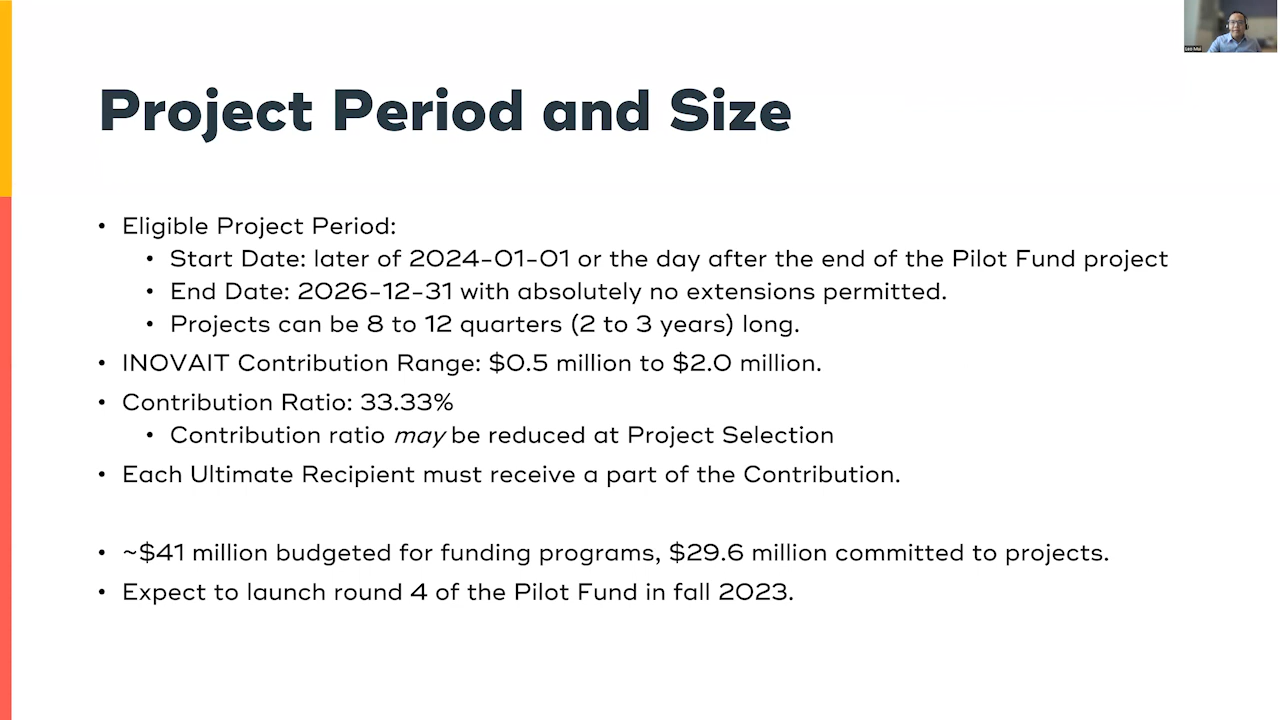 Project Period and Size
• Eligible Project Period:
• Start Date: later of 2024-01-01 or the day after the end of the Pilot Fund project
• End Date: 2026-12-31 with absolutely no extensions permitted.
• Projects can be 8 to 12 quarters (2 to 3 years) long.
• INOVAIT Contribution Range: $0.5 million to $2.0 million.
• Contribution Ratio: 33.33%
• Contribution ratio may be reduced at Project Selection
• Each Ultimate Recipient must receive a part of the Contribution.
• ~$41 million budgeted for funding programs, $29.6 million committed to projects.
• Expect to launch round 4 of the Pilot Fund in fall 2023.